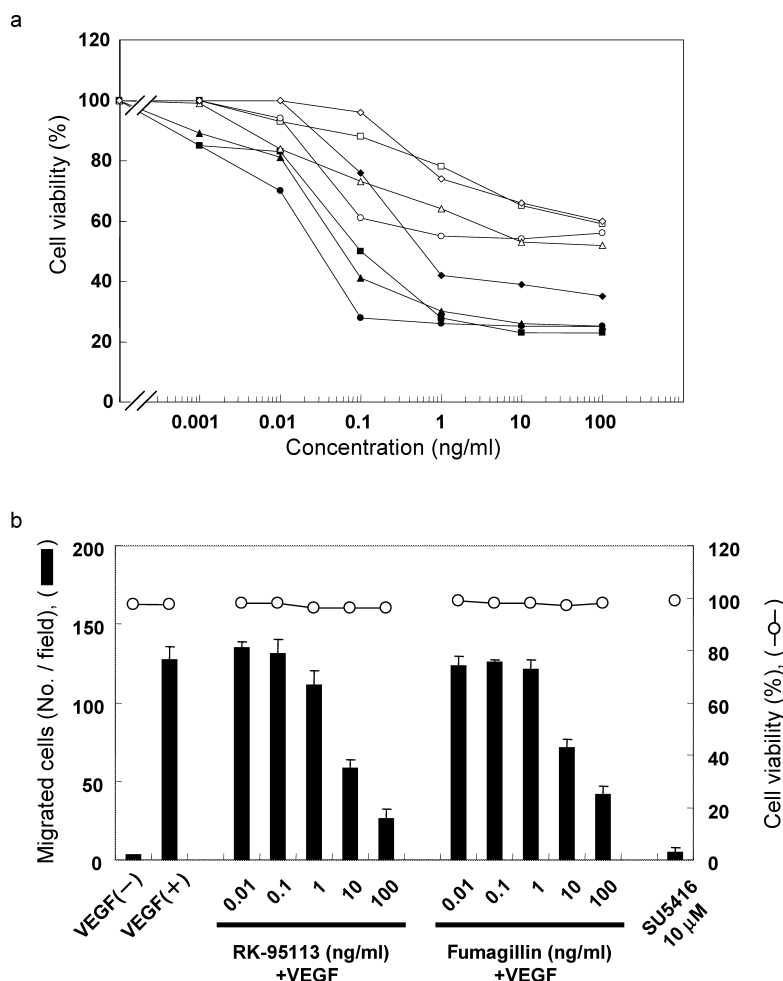 a
120
100
80
60
40
20
0
Cell viability (%)
0.001 0.01 0.1 1 10 100
Concentration (ng/ml)
b
200
150
100
50
0
Migrated cells (No. / field), ( )
120
100
80
60
40
20
0
Cell viability (%), ( )
VEGF(−) VEGF(+) 0.01 0.1 1 10 100 0.01 0.1 1 10 100 SU5416
10 μM
RK-95113 (ng/ml)
+VEGF
Fumagillin (ng/ml)
+VEGF